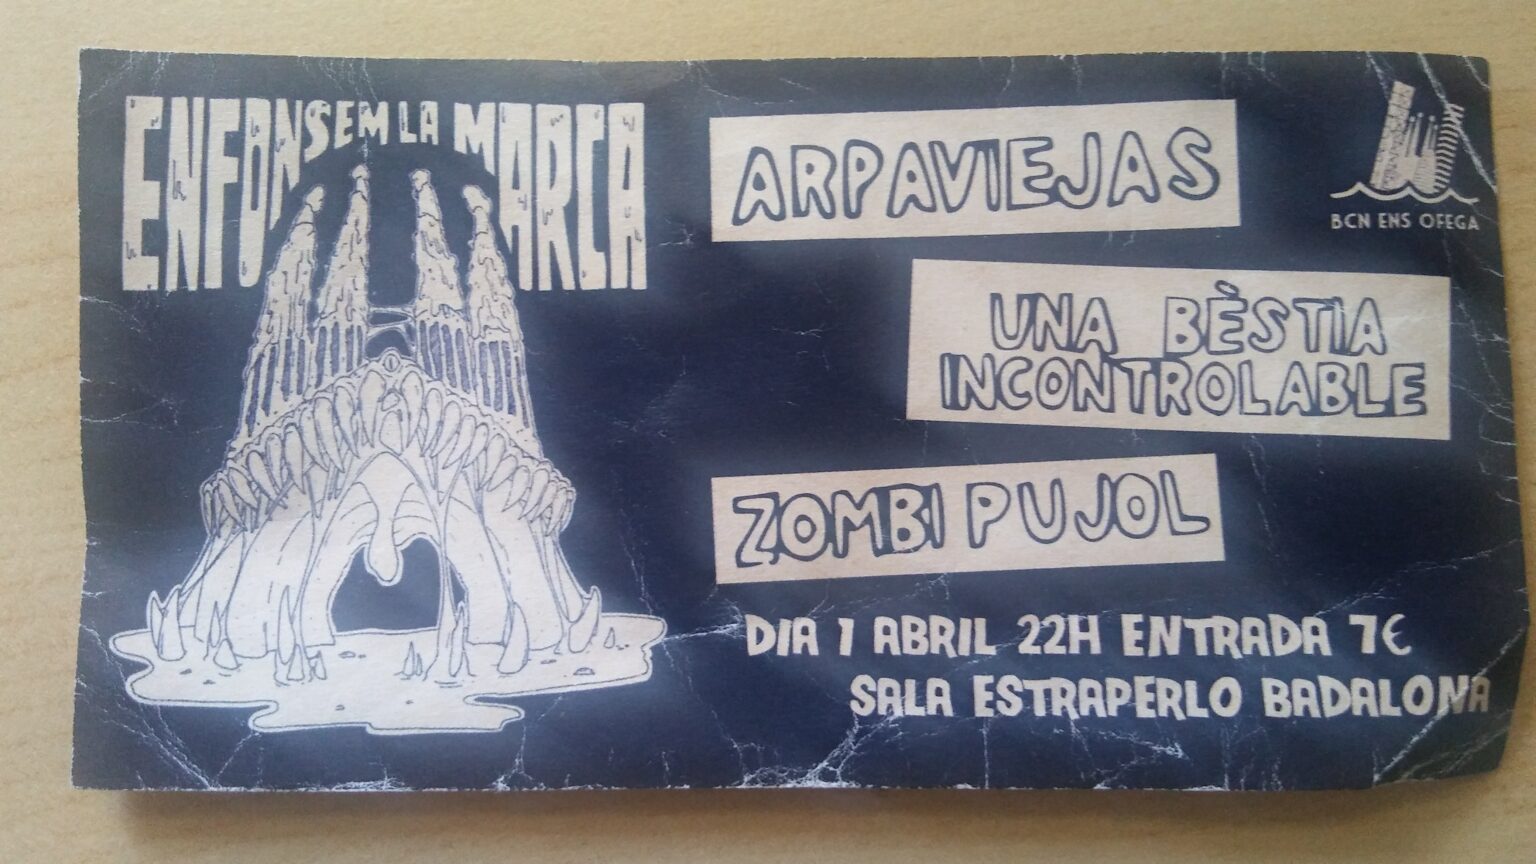 ENFONSEM LA MARCA
ARPAVIEJAS
BCN ENS OFEGA
UNA BÈSTIA
INCONTROLABLE
ZOMBI PUJOL
DIA 1 ABRIL 22H ENTRADA 7€
SALA ESTRAPERLO BADALONA